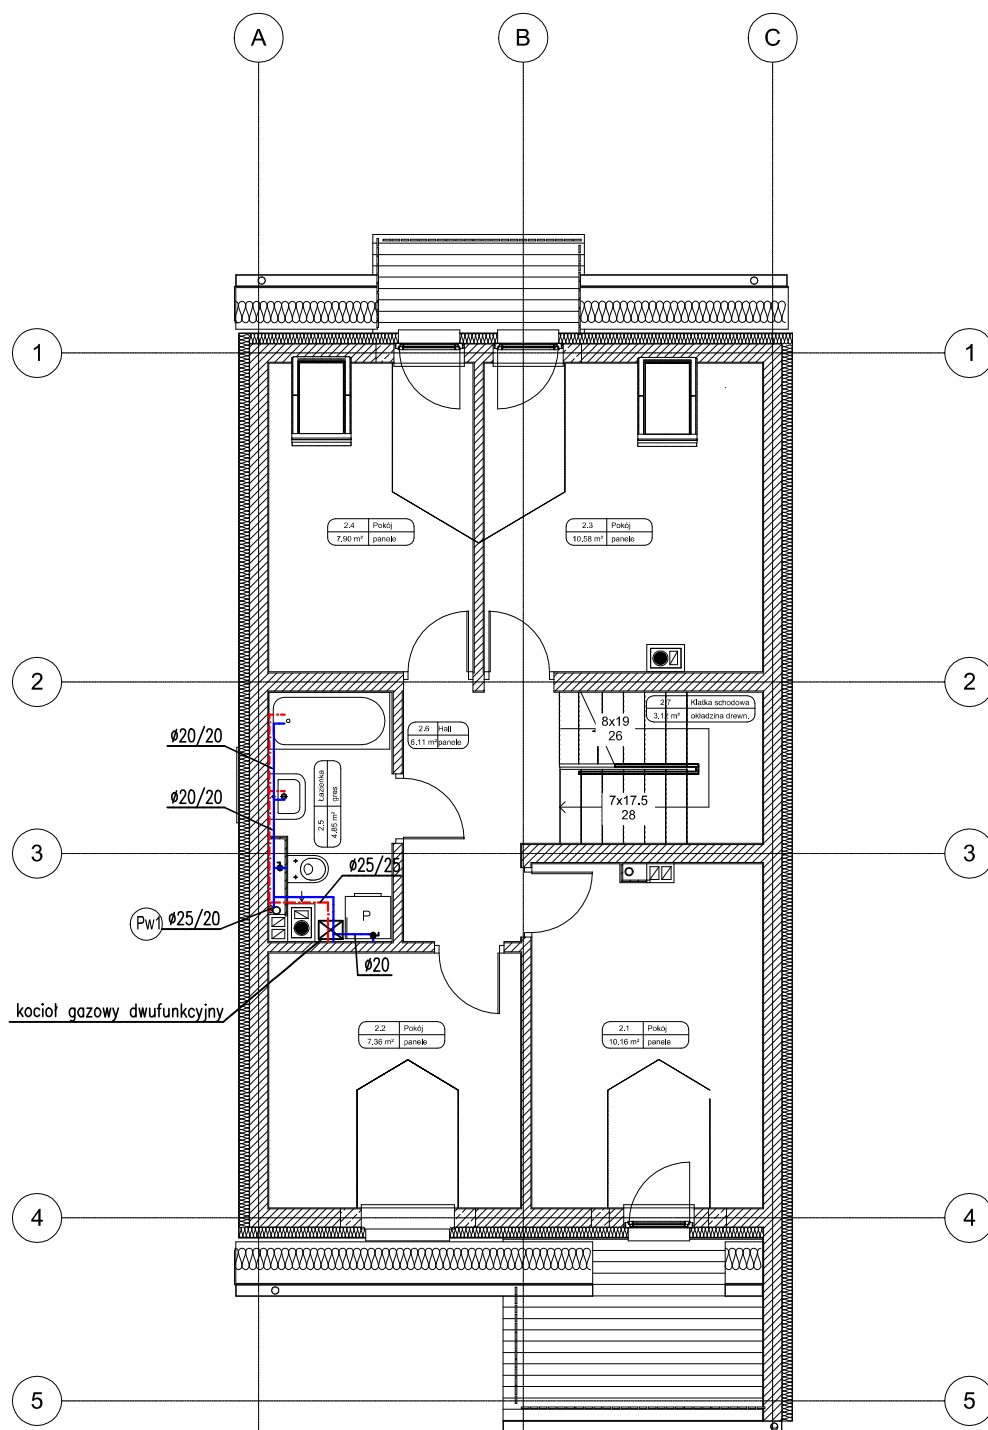 A
B
C
1
1
2.4 Pokój
7.90 m² panele
2.3 Pokój
10.58 m² panele
2
2
2.7 Klatka schodowa
3.12 m² okładzina drewn.
8x19
26
2.6 Hall
6.11 m² panele
ø20/20
2.5 Łazienka
4.85 m² gres
ø20/20
7x17.5
28
3
3
ø25/25
P
Pw1 ø25/20
ø20
kocioł gazowy dwufunkcyjny
2.2 Pokój
7.36 m² panele
2.1 Pokój
10.16 m² panele
4
4
5
5